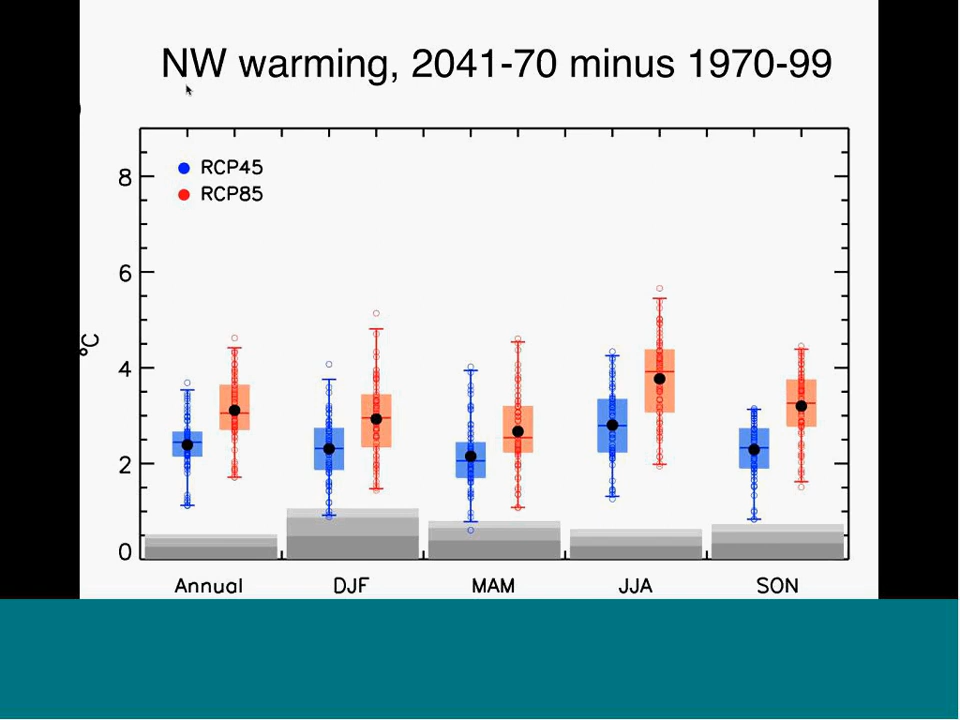 NW warming, 2041-70 minus 1970-99
RCP45
RCP85
8
6
4
2
0
°C
Annual DJF MAM JJA SON